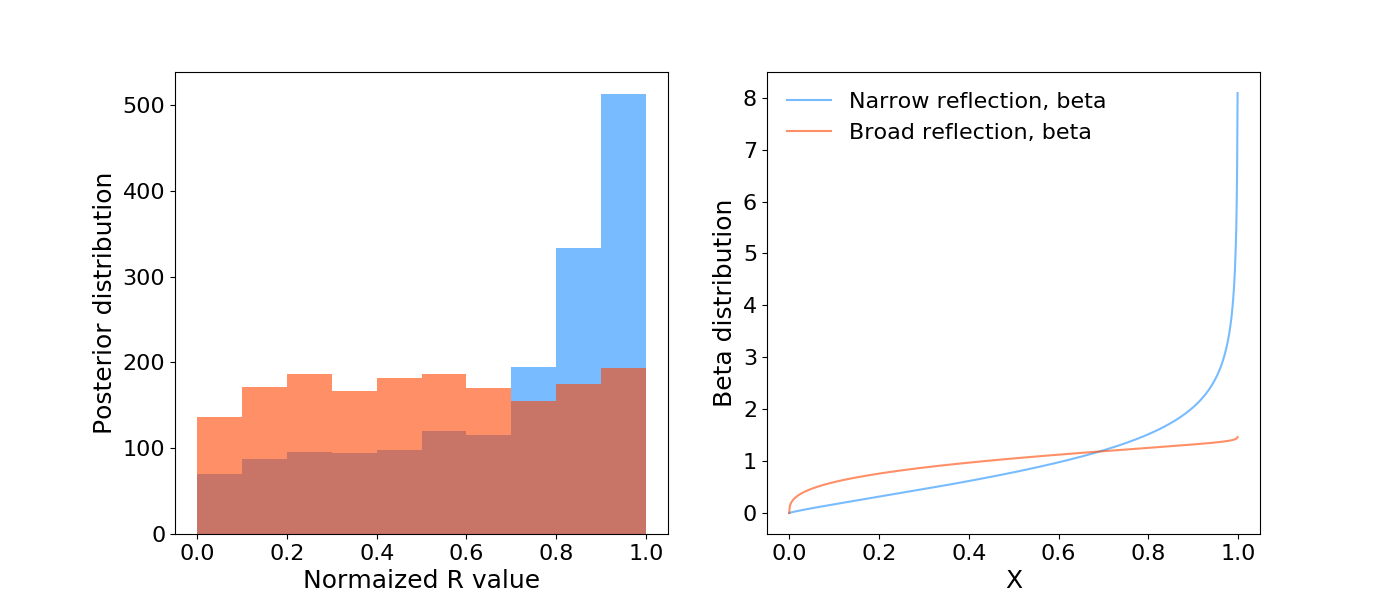 Posterior distribution
500
400
300
200
100
0
0.0 0.2 0.4 0.6 0.8 1.0
Normaized R value
Beta distribution
8
7
6
5
4
3
2
1
0
Narrow reflection, beta
Broad reflection, beta
0.0 0.2 0.4 0.6 0.8 1.0
X